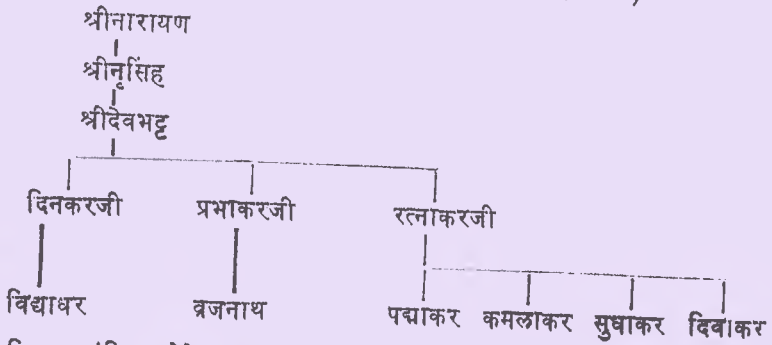 श्रीनारायण
श्रीनृसिंह
श्रीदेवभट्ट
दिनकरजी प्रभाकरजी रत्नाकरजी
विद्याधर व्रजनाथ पद्माकर कमलाकर सुधाकर दिवाकर